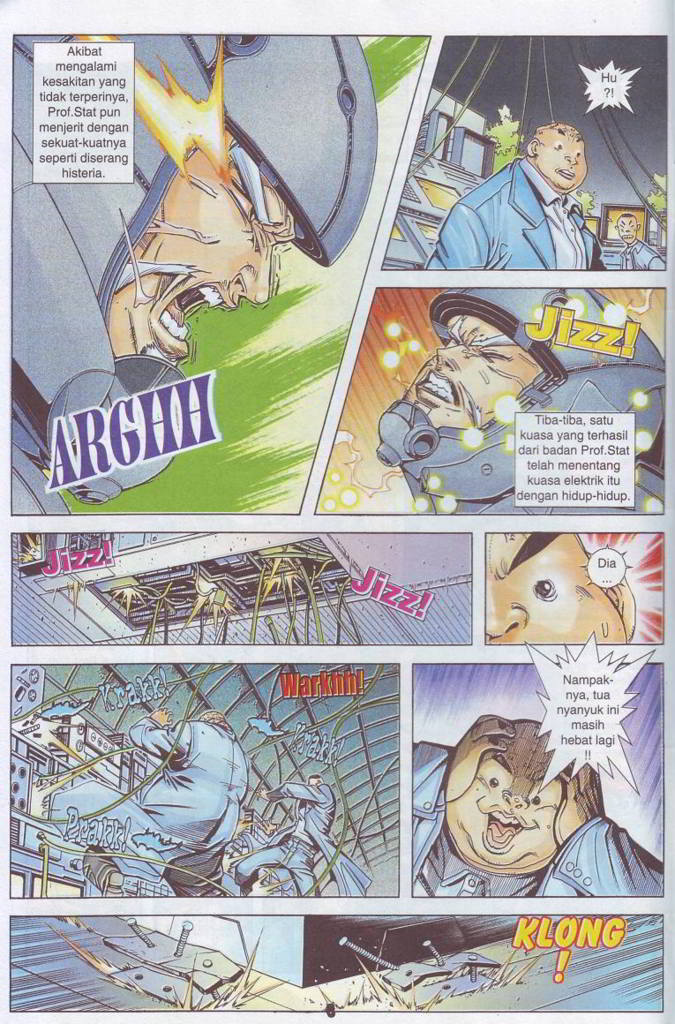 Akibat
mengalami
kesakitan yang
tidak terperinya,
Prof.Stat pun
menjerit dengan
sekuat-kuatnya
seperti diserang
histeria.
ARGHH
Hu
?!
Jizz!
Tiba-tiba, satu
kuasa yang terhasil
dari badan Prof.Stat
telah menentang
kuasa elektrik itu
dengan hidup-hidup.
Jizz!
Jizz!
Dia
...
Krakk!
Warkhh!
Krakk!
Prakk!
Nampak-
nya, tua
nyanyuk ini
masih
hebat lagi
!!
KLONG
!